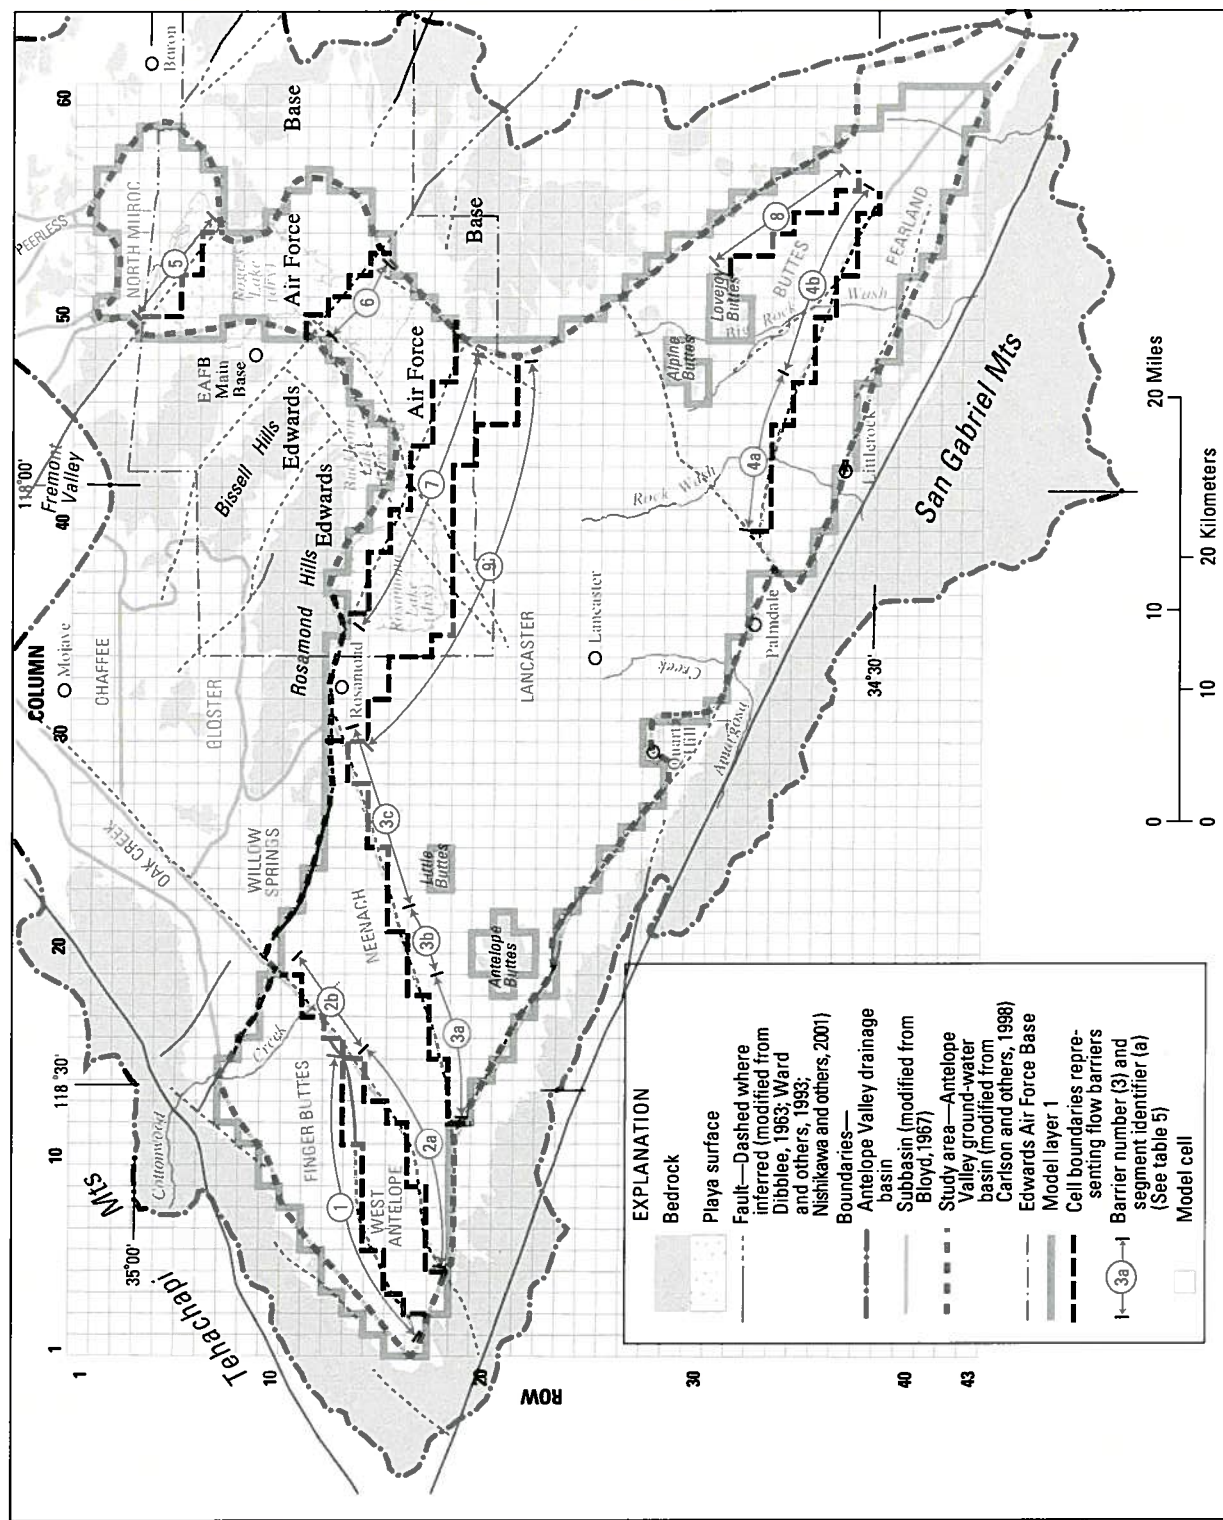 COLUMN
1
10
20
30
40
50
60
118°30'
118°00'
ROW
1
10
20
30
40
43
35°00'
34°30'
Tehachapi
Mts
Cottonwood
Creek
OAK CREEK
Mojave
CHAFFEE
GLOSTER
WILLOW
SPRINGS
Fremont
Valley
PEERLESS
NORTH MUROC
Boron
Bissell Hills
Rosamond Hills
EAFB
Main
Base
Edwards
Air Force
Base
Edwards
Air Force
Base
Rogers
Lake
(dry)
Rosamond
Rosamond
Lake
(dry)
FINGER BUTTES
WEST
ANTELOPE
NEENACH
Little
Buttes
Antelope
Buttes
LANCASTER
Lancaster
Quartz
Hill
Amargosa
Creek
Palmdale
Littlerock
Rock Wash
Alpine
Buttes
Lovejoy
Buttes
BUTTES
Big
Rock
Wash
PEARLAND
San Gabriel Mts
1
2a
2b
3a
3b
3c
4a
4b
5
6
7
8
9
0
10
20 Miles
0
10
20 Kilometers
EXPLANATION
Bedrock
Playa surface
Fault—Dashed where
inferred (modified from
Dibblee, 1963; Ward
and others, 1993;
Nishikawa and others, 2001)
Boundaries—
Antelope Valley drainage
basin
Subbasin (modified from
Bloyd, 1967)
Study area—Antelope
Valley ground-water
basin (modified from
Carlson and others, 1998)
Edwards Air Force Base
Model layer 1
Cell boundaries repre-
senting flow barriers
3a
Barrier number (3) and
segment identifier (a)
(See table 5)
Model cell